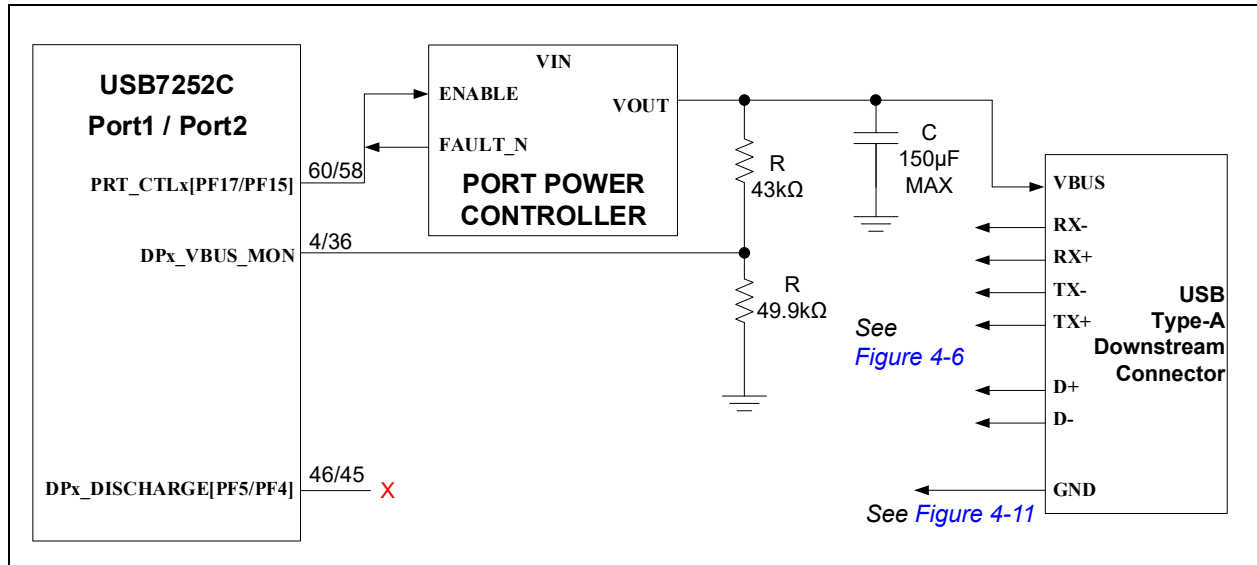 USB7252C
Port1 / Port2
PRT_CTLx[PF17/PF15]
60/58
DPx_VBUS_MON
4/36
DPx_DISCHARGE[PF5/PF4]
46/45
X
VIN
ENABLE
VOUT
FAULT_N
PORT POWER
CONTROLLER
R
43kΩ
R
49.9kΩ
C
150µF
MAX
See
Figure 4-6
See Figure 4-11
VBUS
RX-
RX+
TX-
TX+
D+
D-
GND
USB
Type-A
Downstream
Connector